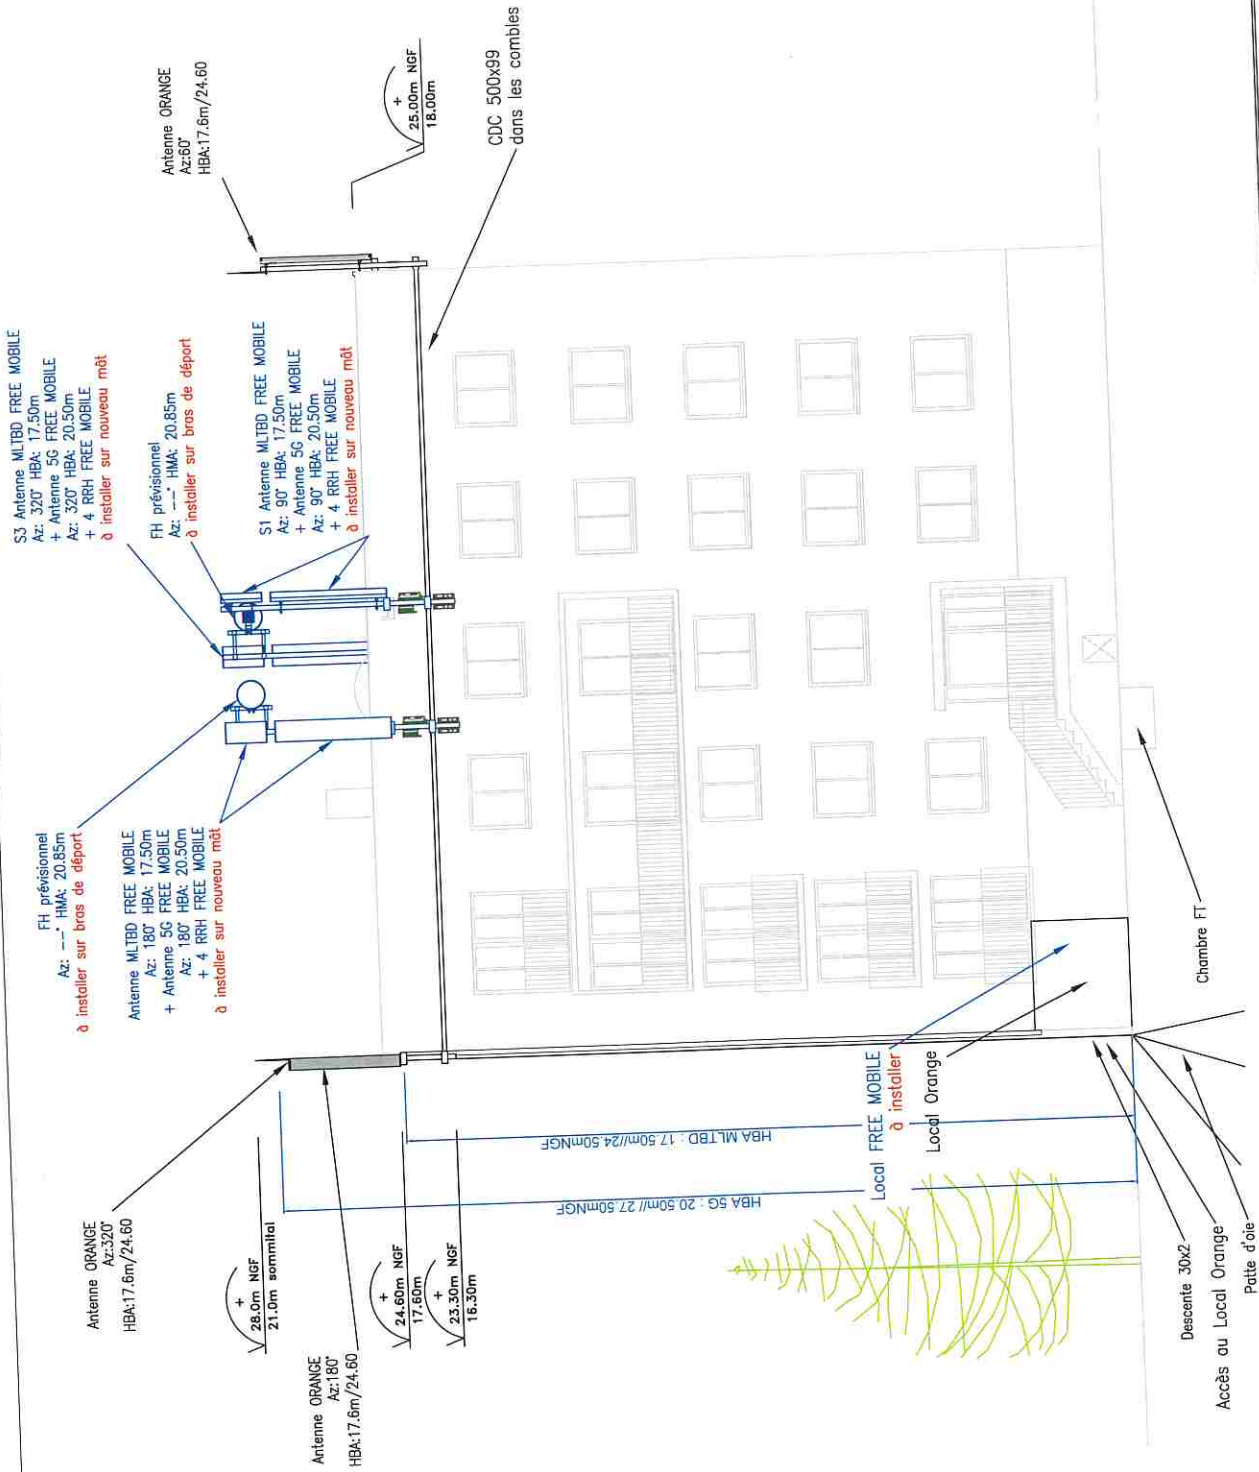 Antenne ORANGE
Az:320°
HBA:17.6m/24.60
28.0m NGF
21.0m sommital
Antenne ORANGE
Az:180°
HBA:17.6m/24.60
24.60m NGF
17.60m
23.30m NGF
16.30m
FH prévisionnel
Az: --° HMA: 20.85m
à installer sur bras de déport
Antenne MLTBD FREE MOBILE
Az: 180° HBA: 17.50m
+ Antenne 5G FREE MOBILE
Az: 180° HBA: 20.50m
+ 4 RRH FREE MOBILE
à installer sur nouveau mât
S3 Antenne MLTBD FREE MOBILE
Az: 320° HBA: 17.50m
+ Antenne 5G FREE MOBILE
Az: 320° HBA: 20.50m
+ 4 RRH FREE MOBILE
à installer sur nouveau mât
FH prévisionnel
Az: --° HMA: 20.85m
à installer sur bras de déport
S1 Antenne MLTBD FREE MOBILE
Az: 90° HBA: 17.50m
+ Antenne 5G FREE MOBILE
Az: 90° HBA: 20.50m
+ 4 RRH FREE MOBILE
à installer sur nouveau mât
Antenne ORANGE
Az:60°
HBA:17.6m/24.60
25.00m NGF
18.00m
CDC 500x99
dans les combles
HBA MLTBD : 17.50m//24.50mNGF
HBA 5G : 20.50m// 27.50mNGF
Local FREE MOBILE
à installer
Local Orange
Descente 30x2
Accès au Local Orange
Patte d'oie
Chambre FT